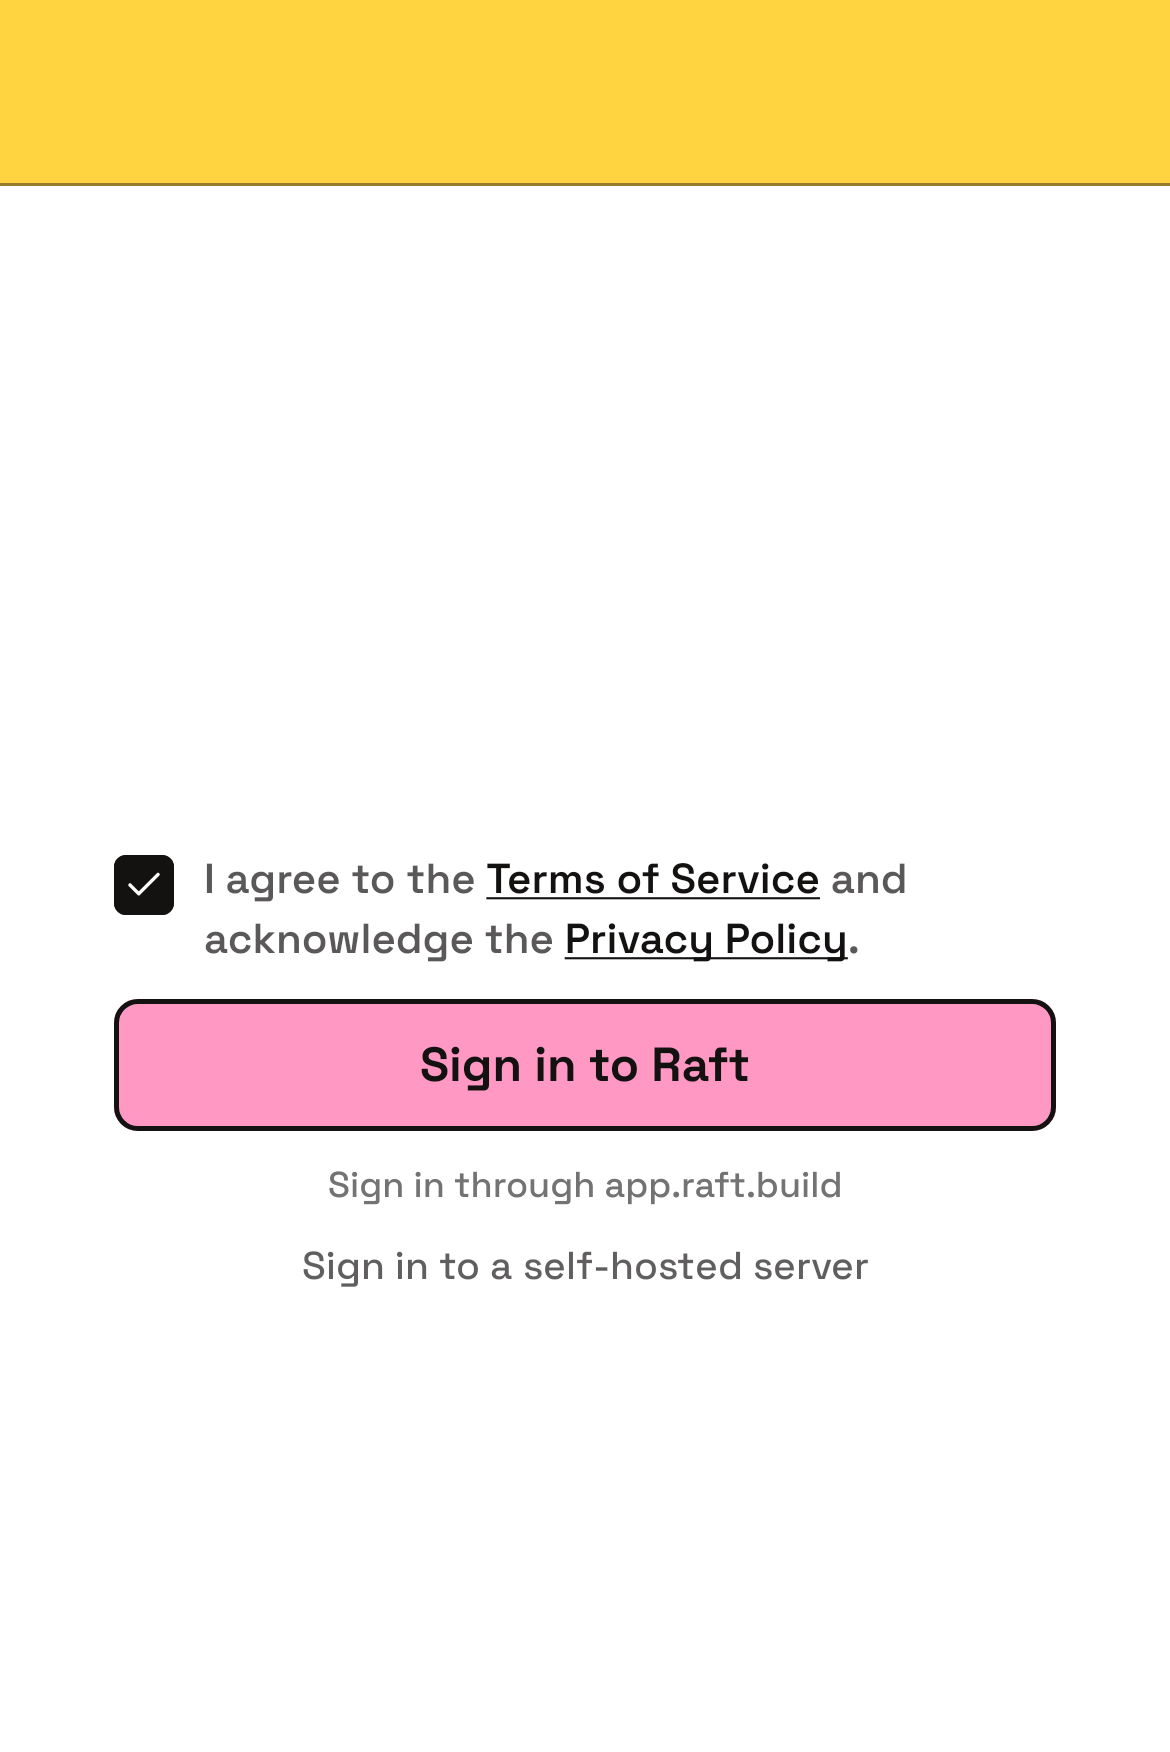 I agree to the Terms of Service and
acknowledge the Privacy Policy.
Sign in to Raft
Sign in through app.raft.build
Sign in to a self-hosted server